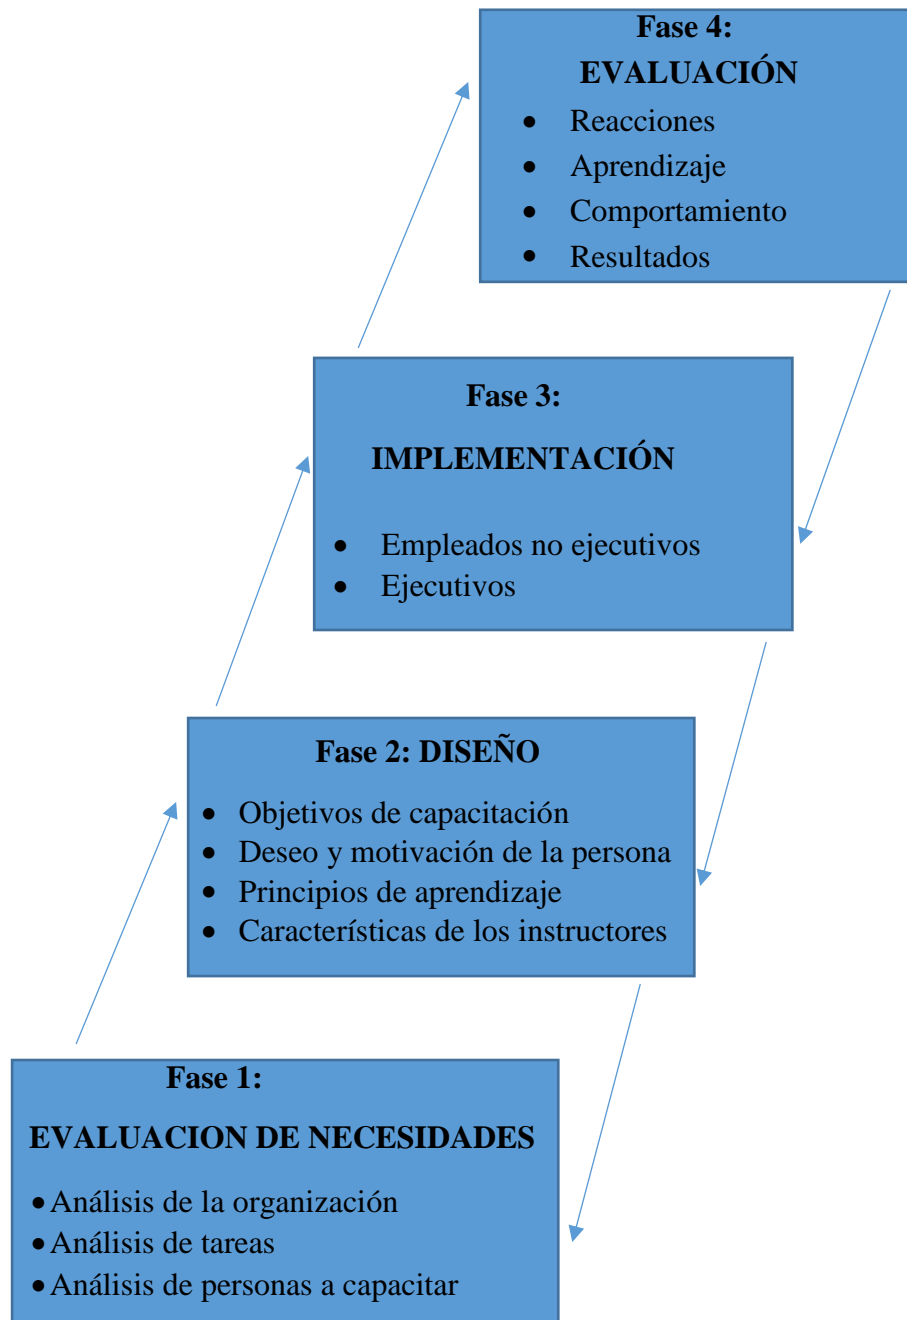 Fase 4:
EVALUACIÓN
• Reacciones
• Aprendizaje
• Comportamiento
• Resultados
Fase 3:
IMPLEMENTACIÓN
• Empleados no ejecutivos
• Ejecutivos
Fase 2: DISEÑO
• Objetivos de capacitación
• Deseo y motivación de la persona
• Principios de aprendizaje
• Características de los instructores
Fase 1:
EVALUACION DE NECESIDADES
• Análisis de la organización
• Análisis de tareas
• Análisis de personas a capacitar